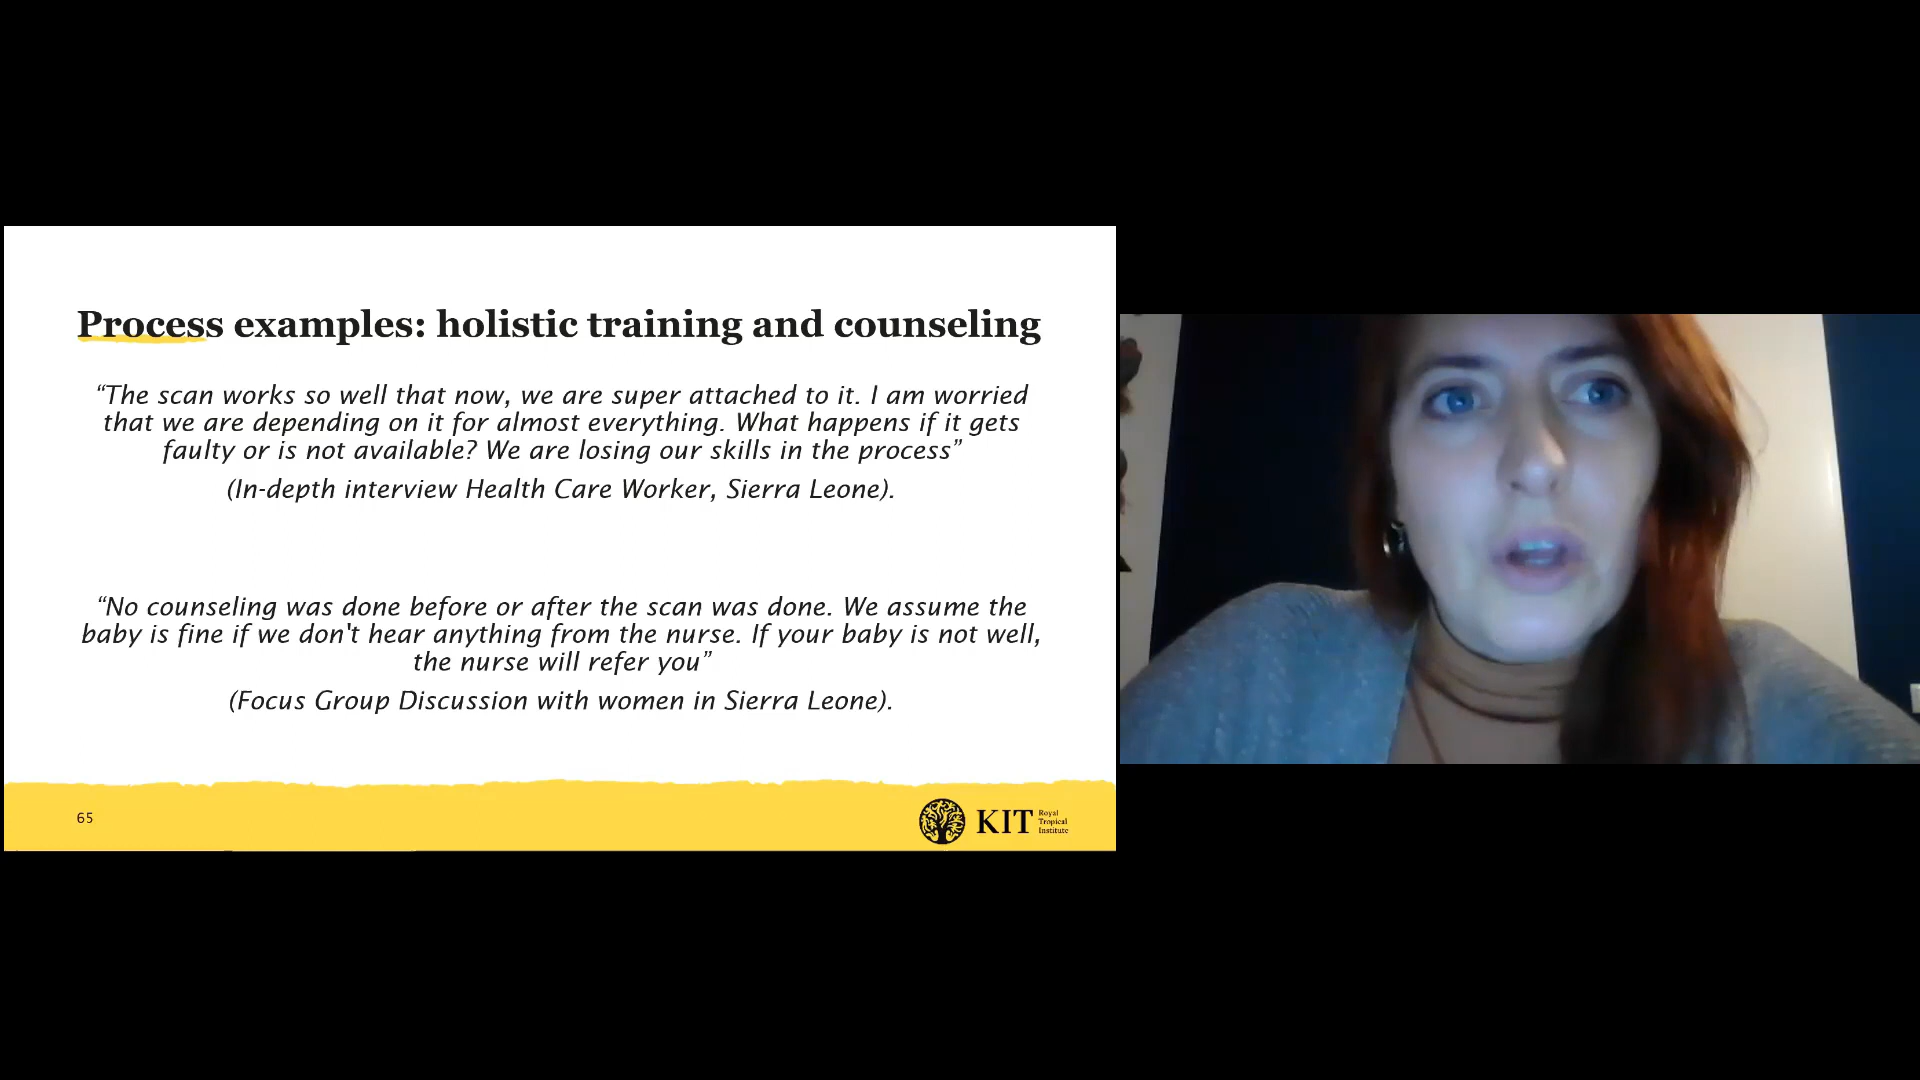 Process examples: holistic training and counseling
“The scan works so well that now, we are super attached to it. I am worried
that we are depending on it for almost everything. What happens if it gets
faulty or is not available? We are losing our skills in the process”
(In-depth interview Health Care Worker, Sierra Leone).
“No counseling was done before or after the scan was done. We assume the
baby is fine if we don't hear anything from the nurse. If your baby is not well,
the nurse will refer you”
(Focus Group Discussion with women in Sierra Leone).
65
KIT
Royal
Tropical
Institute